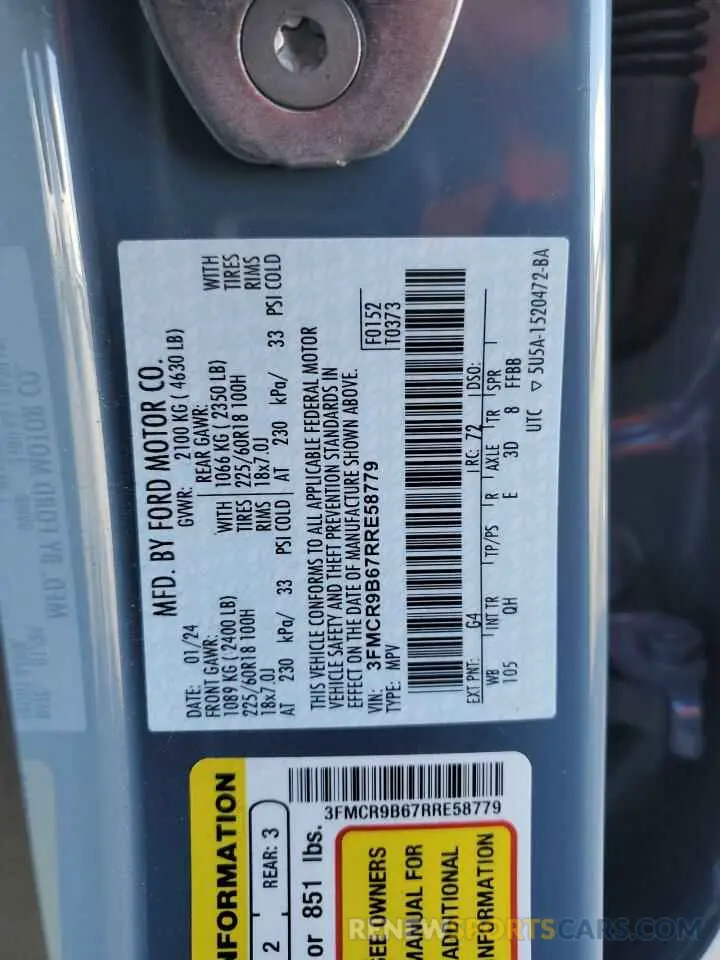 MFD. BY FORD MOTOR CO.
DATE: 01/24 GVWR: 2100 KG ( 4630 LB)
FRONT GAWR: REAR GAWR:
1089 KG ( 2400 LB) WITH 1066 KG ( 2350 LB) WITH
225/60R18 100H TIRES 225/60R18 100H TIRES
18x7.0J RIMS 18x7.0J RIMS
AT 230 kPa/ 33 PSI COLD AT 230 kPa/ 33 PSI COLD
THIS VEHICLE CONFORMS TO ALL APPLICABLE FEDERAL MOTOR
VEHICLE SAFETY AND THEFT PREVENTION STANDARDS IN
EFFECT ON THE DATE OF MANUFACTURE SHOWN ABOVE.
VIN: 3FMCR9B67RRE58779 F0152
TYPE: MPV T0373
EXT PNT: G4 RC: 72 DSO:
WB INT TR TP/PS R AXLE TR SPR
105 QH E 3D 8 FFBB
UTC ▽ 5U5A-1520472-BA
NFORMATION
2 REAR: 3
or 851 lbs.
3FMCR9B67RRE58779
SEE OWNERS
MANUAL FOR
ADDITIONAL
INFORMATION
RENEWSPORTSCARS.COM